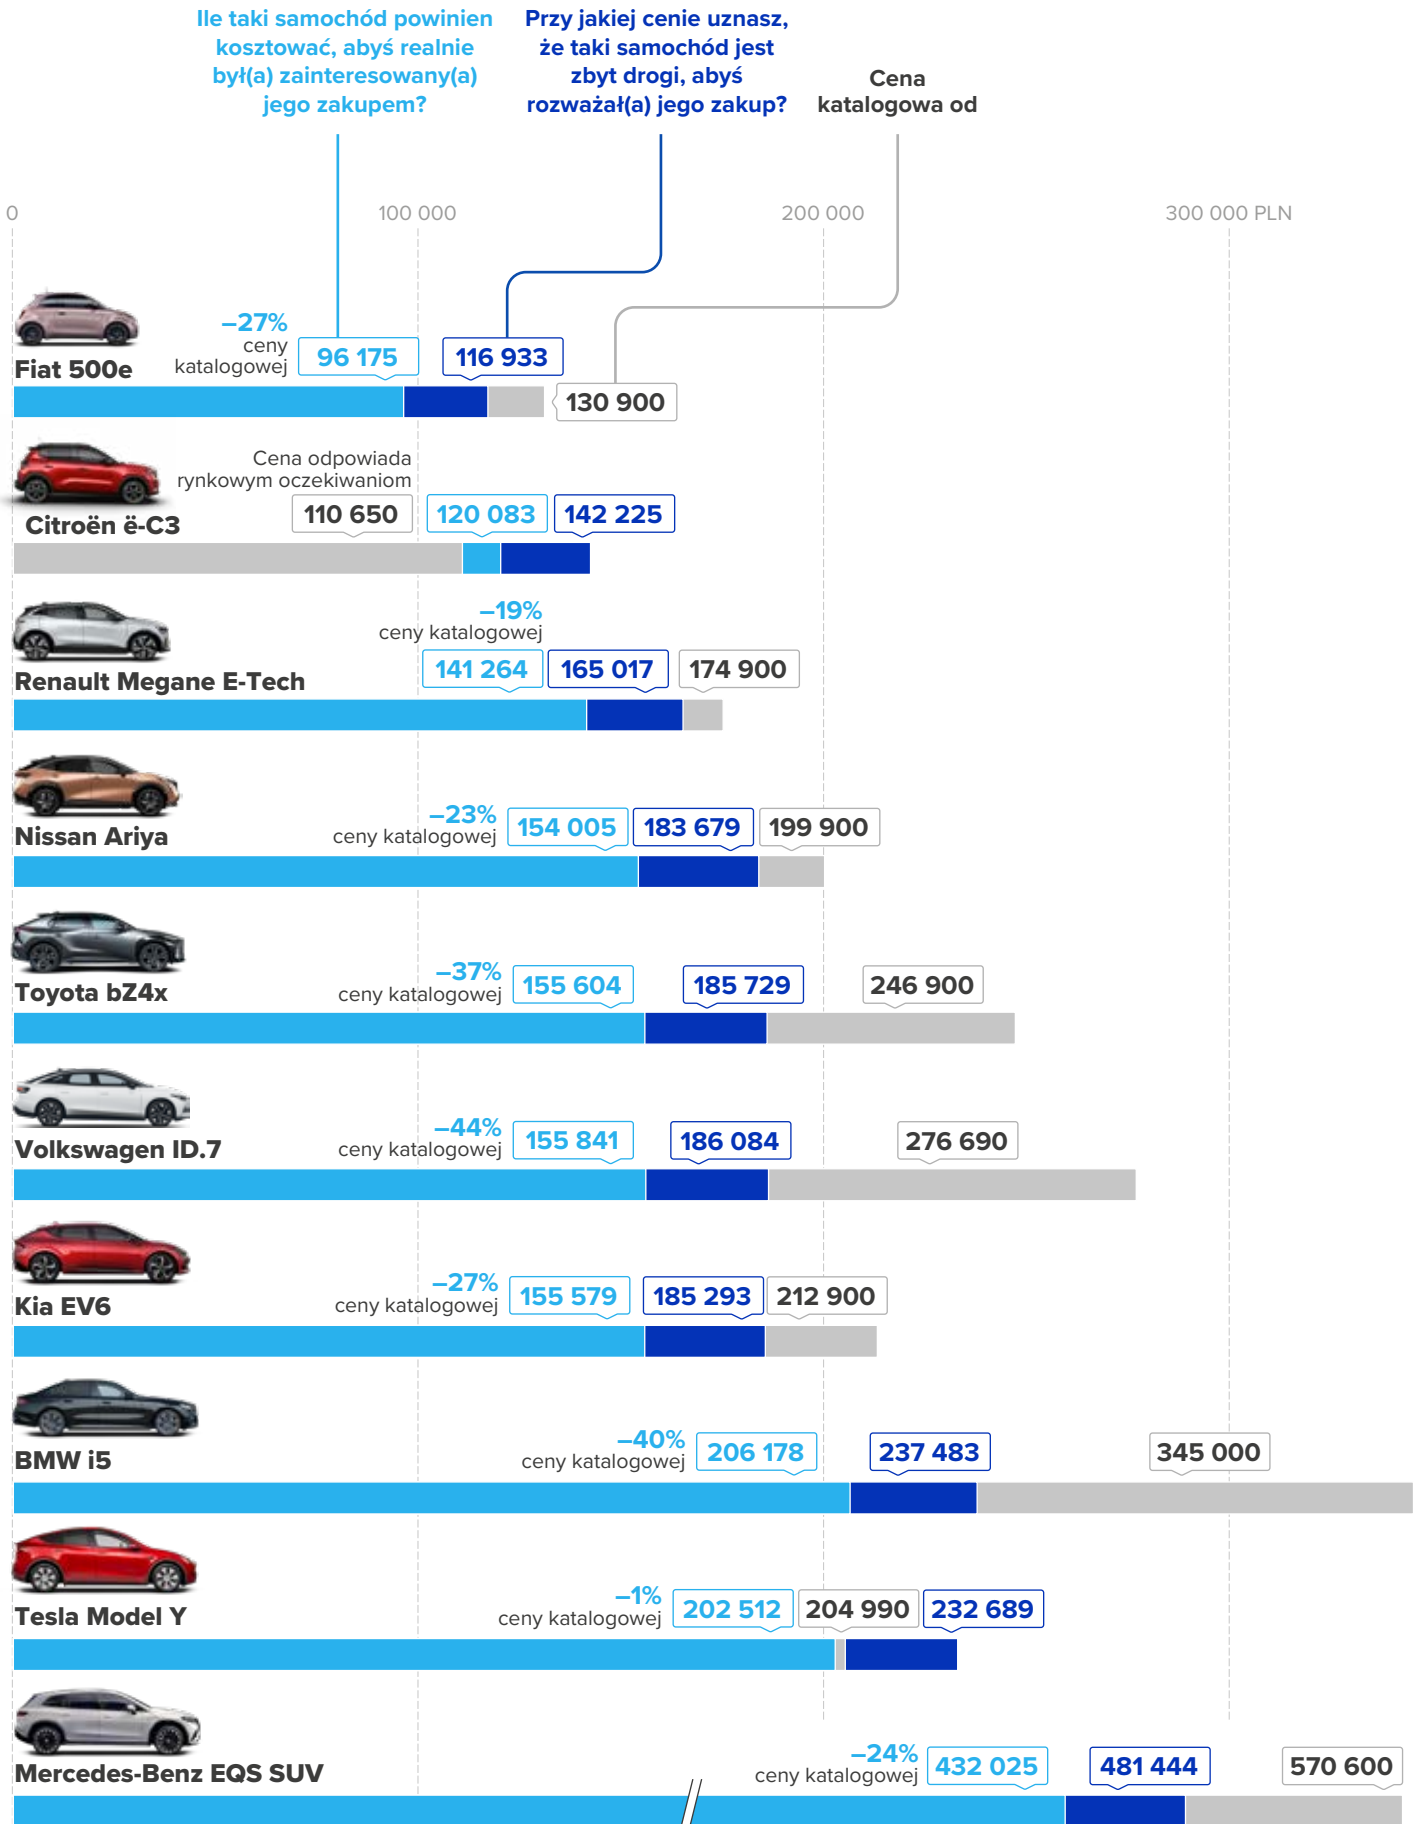 Ile taki samochód powinien
kosztować, abyś realnie
był(a) zainteresowany(a)
jego zakupem?
Przy jakiej cenie uznasz,
że taki samochód jest
zbyt drogi, abyś
rozważał(a) jego zakup?
Cena
katalogowa od
0
100 000
200 000
300 000 PLN
Fiat 500e
–27%
ceny
katalogowej
96 175
116 933
130 900
Citroën ë-C3
Cena odpowiada
rynkowym oczekiwaniom
110 650
120 083
142 225
Renault Megane E-Tech
–19%
ceny katalogowej
141 264
165 017
174 900
Nissan Ariya
–23%
ceny katalogowej
154 005
183 679
199 900
Toyota bZ4x
–37%
ceny katalogowej
155 604
185 729
246 900
Volkswagen ID.7
–44%
ceny katalogowej
155 841
186 084
276 690
Kia EV6
–27%
ceny katalogowej
155 579
185 293
212 900
BMW i5
–40%
ceny katalogowej
206 178
237 483
345 000
Tesla Model Y
–1%
ceny katalogowej
202 512
204 990
232 689
Mercedes-Benz EQS SUV
–24%
ceny katalogowej
432 025
481 444
570 600